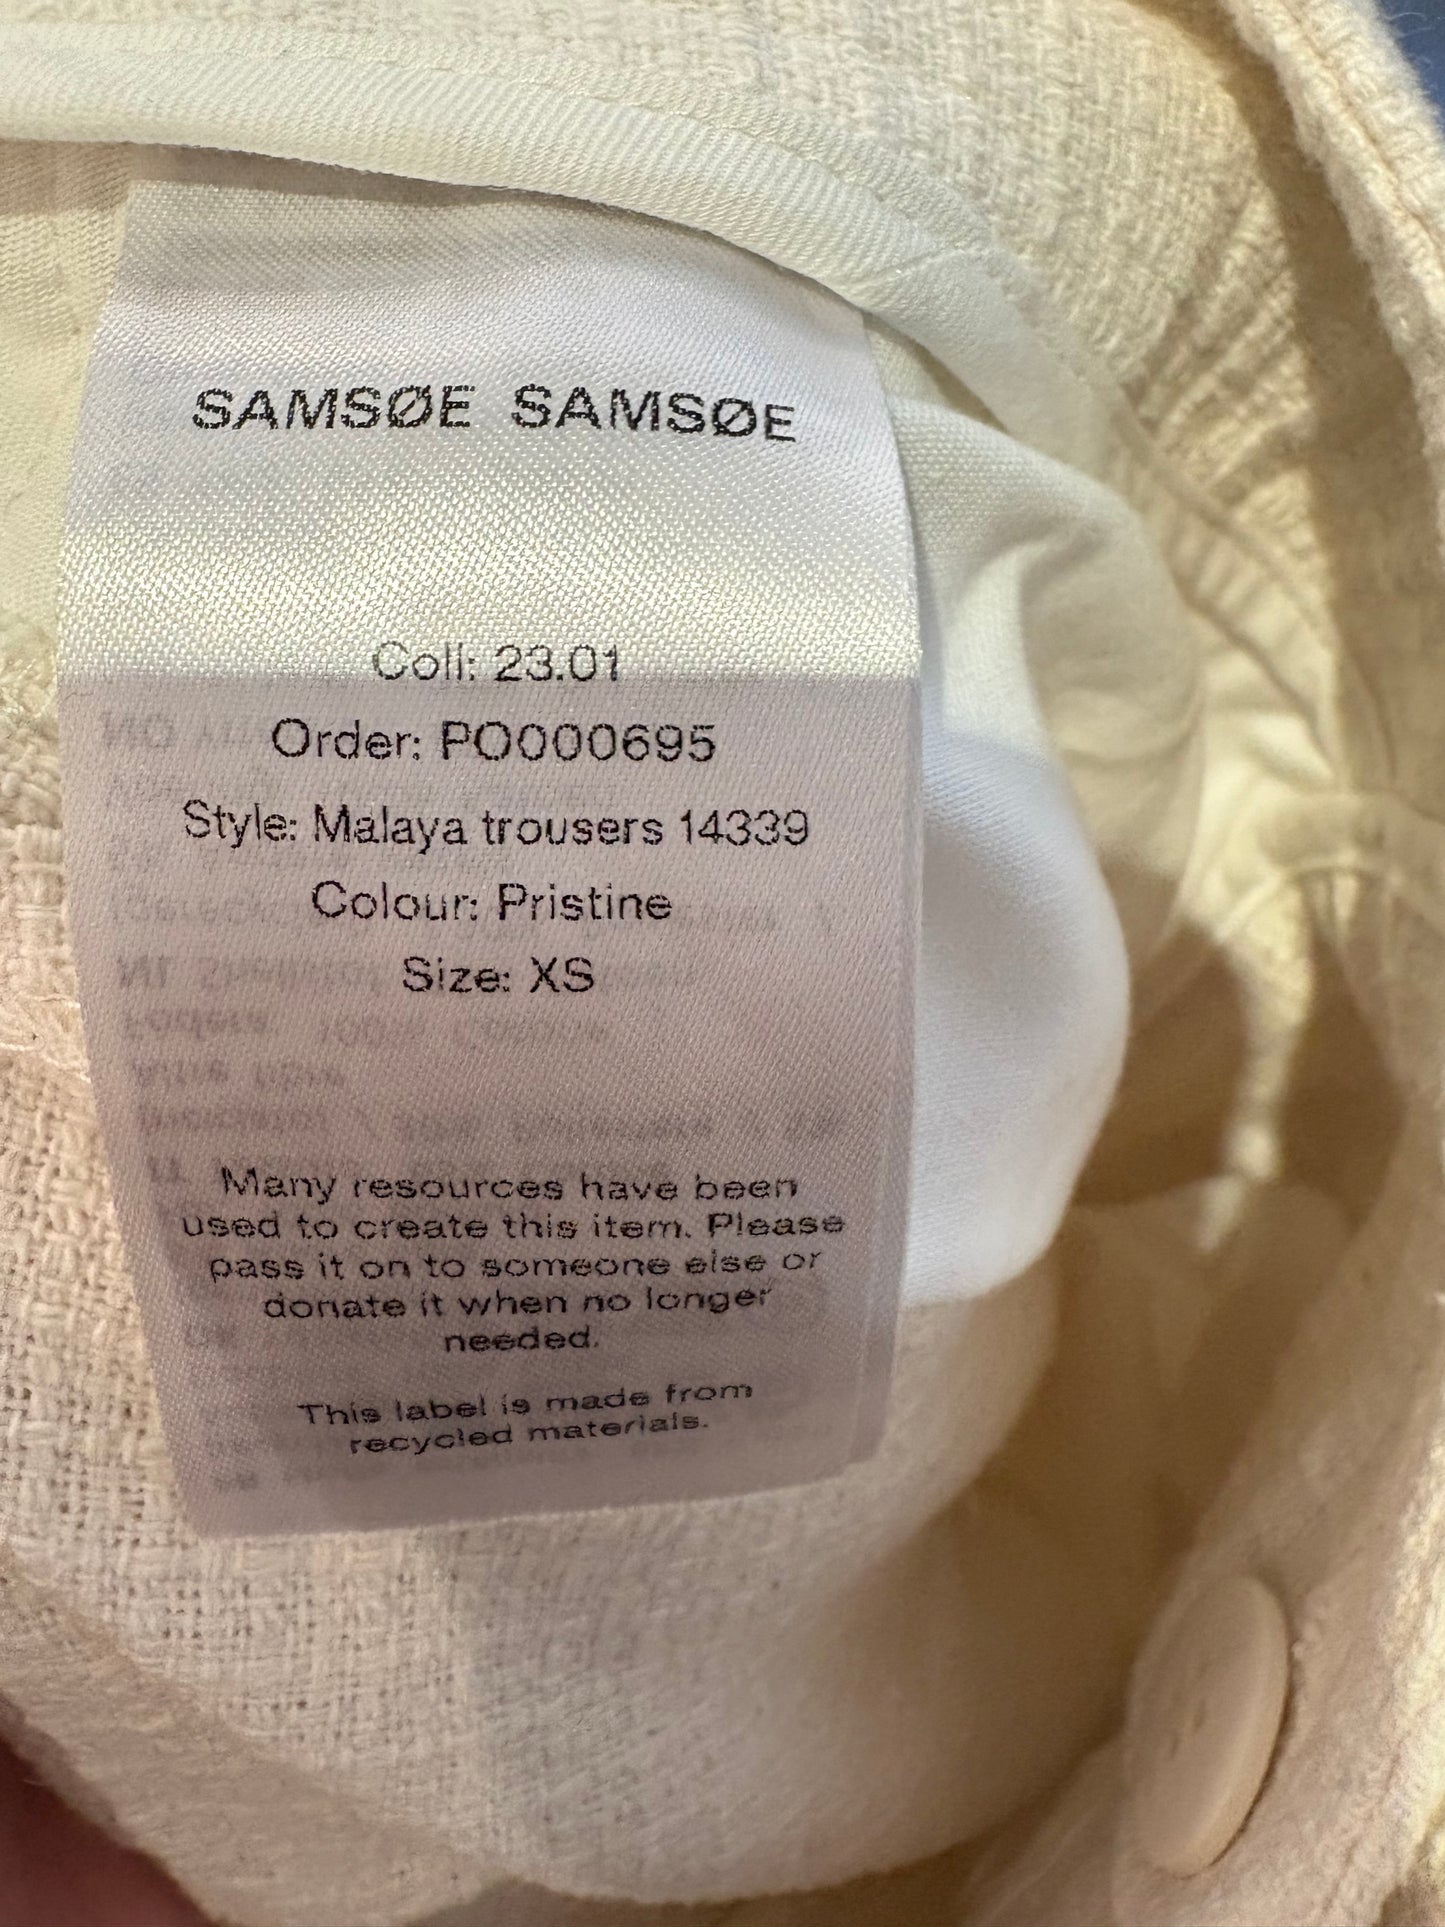 SAMSØE SAMSØE
Coll: 23.01
Order: PO000695
Style: Malaya trousers 14339
Colour: Pristine
Size: XS
Many resources have been
used to create this item. Please
pass it on to someone else or
donate it when no longer
needed.
This label is made from
recycled materials.